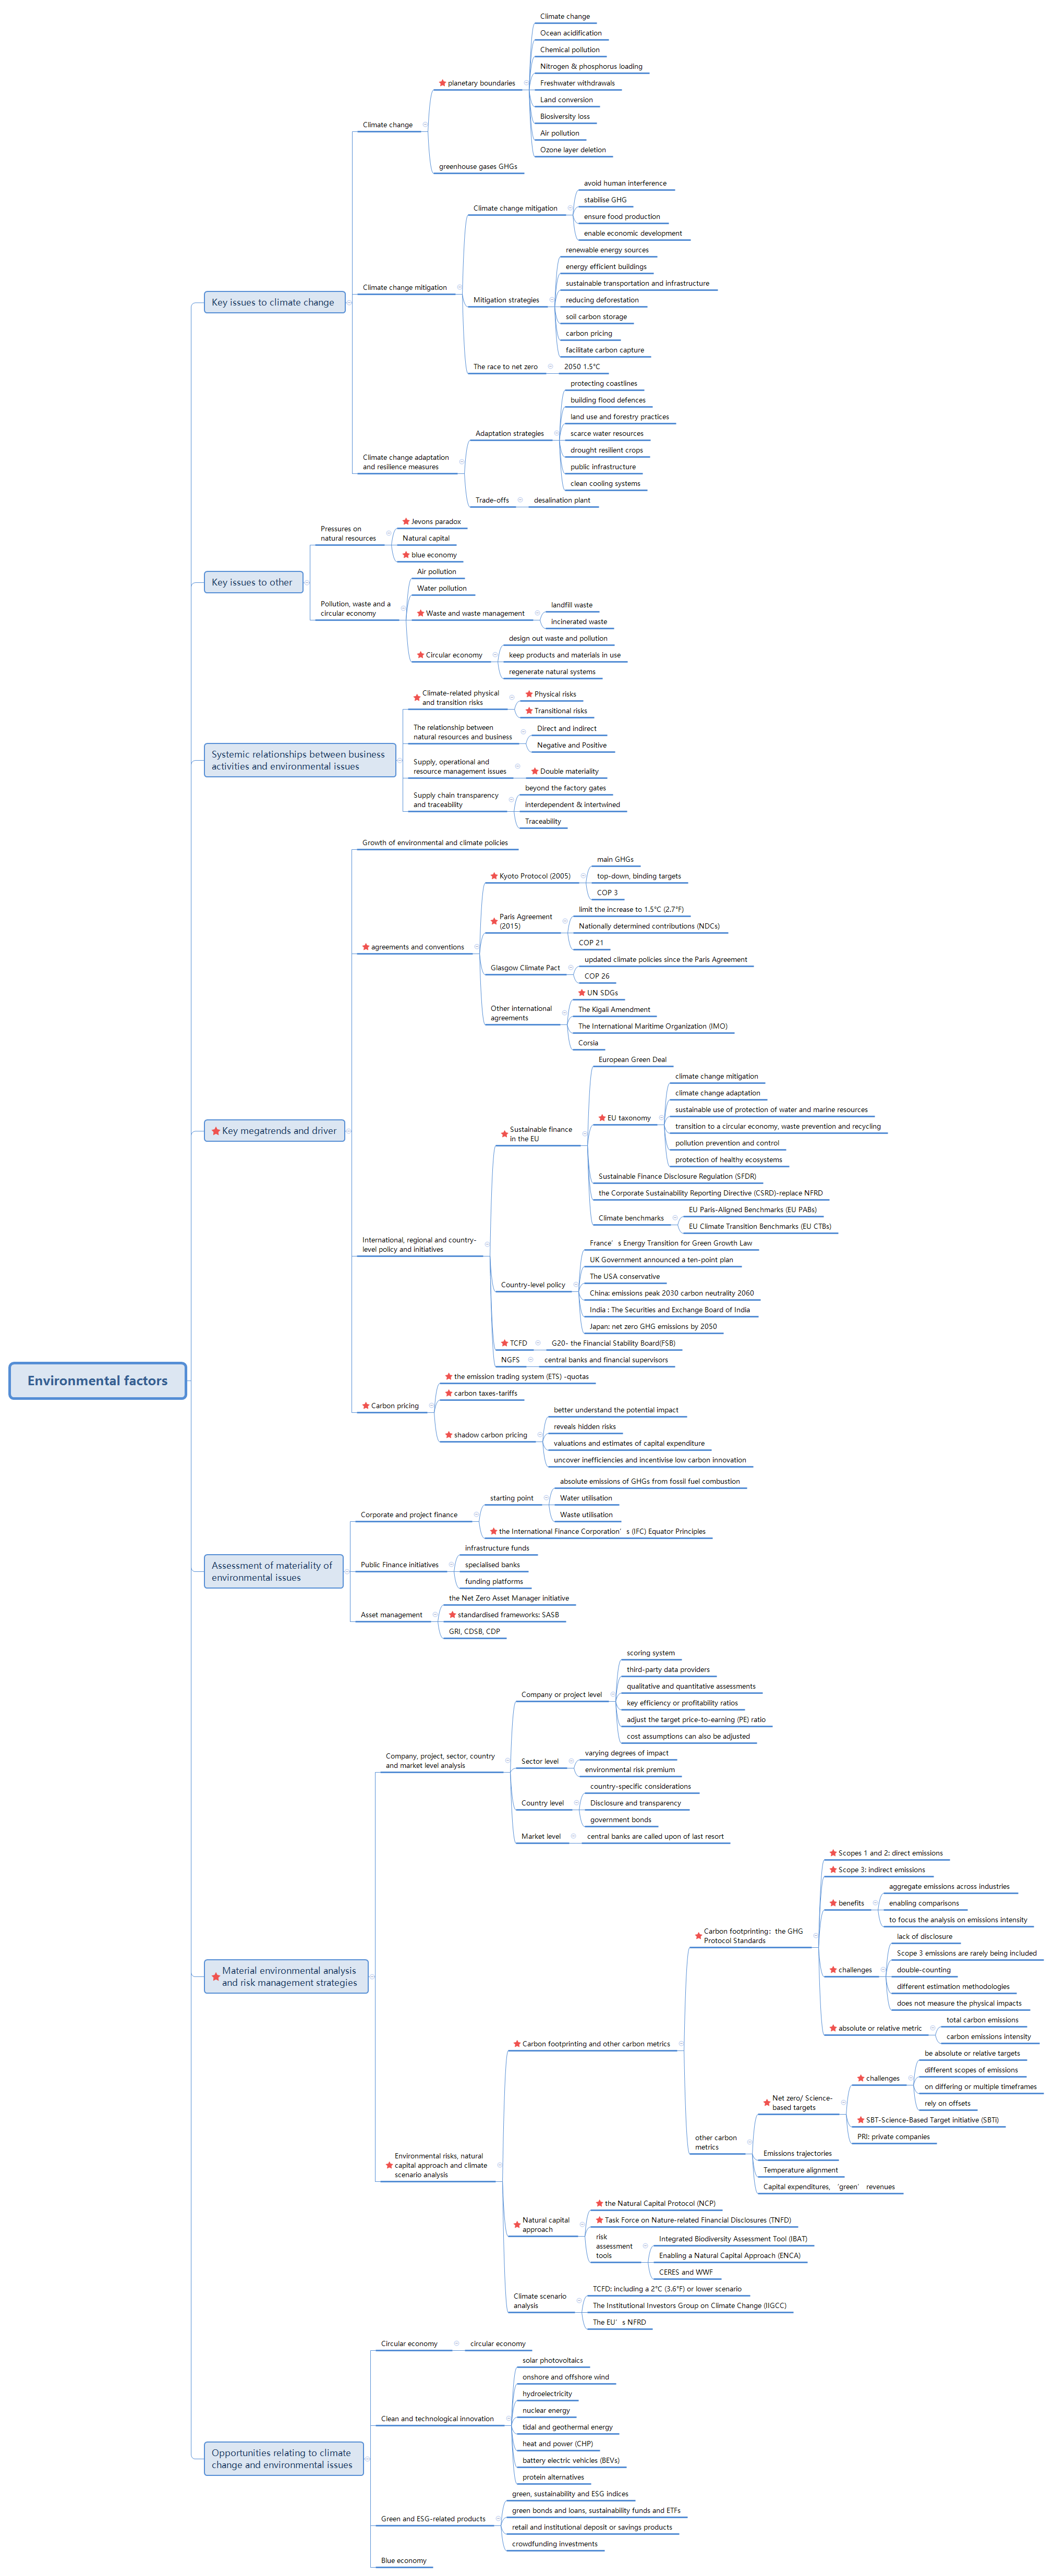 Environmental factors
Key issues to climate change
Climate change
planetary boundaries
Climate change
Ocean acidification
Chemical pollution
Nitrogen & phosphorus loading
Freshwater withdrawals
Land conversion
Biosiversity loss
Air pollution
Ozone layer deletion
greenhouse gases GHGs
Climate change mitigation
Climate change mitigation
avoid human interference
stabilise GHG
ensure food production
enable economic development
Mitigation strategies
renewable energy sources
energy efficient buildings
sustainable transportation and infrastructure
reducing deforestation
soil carbon storage
carbon pricing
facilitate carbon capture
The race to net zero
2050 1.5°C
Climate change adaptation
and resilience measures
Adaptation strategies
protecting coastlines
building flood defences
land use and forestry practices
scarce water resources
drought resilient crops
public infrastructure
clean cooling systems
Trade-offs
desalination plant
Key issues to other
Pressures on
natural resources
Jevons paradox
Natural capital
blue economy
Pollution, waste and a
circular economy
Air pollution
Water pollution
Waste and waste management
landfill waste
incinerated waste
Circular economy
design out waste and pollution
keep products and materials in use
regenerate natural systems
Systemic relationships between business
activities and environmental issues
Climate-related physical
and transition risks
Physical risks
Transitional risks
The relationship between
natural resources and business
Direct and indirect
Negative and Positive
Supply, operational and
resource management issues
Double materiality
Supply chain transparency
and traceability
beyond the factory gates
interdependent & intertwined
Traceability
Key megatrends and driver
Growth of environmental and climate policies
agreements and conventions
Kyoto Protocol (2005)
main GHGs
top-down, binding targets
COP 3
Paris Agreement
(2015)
limit the increase to 1.5°C (2.7°F)
Nationally determined contributions (NDCs)
COP 21
Glasgow Climate Pact
updated climate policies since the Paris Agreement
COP 26
Other international
agreements
UN SDGs
The Kigali Amendment
The International Maritime Organization (IMO)
Corsia
International, regional and country-
level policy and initiatives
Sustainable finance
in the EU
European Green Deal
EU taxonomy
climate change mitigation
climate change adaptation
sustainable use of protection of water and marine resources
transition to a circular economy, waste prevention and recycling
pollution prevention and control
protection of healthy ecosystems
Sustainable Finance Disclosure Regulation (SFDR)
the Corporate Sustainability Reporting Directive (CSRD)-replace NFRD
Climate benchmarks
EU Paris-Aligned Benchmarks (EU PABs)
EU Climate Transition Benchmarks (EU CTBs)
Country-level policy
France’s Energy Transition for Green Growth Law
UK Government announced a ten-point plan
The USA conservative
China: emissions peak 2030 carbon neutrality 2060
India : The Securities and Exchange Board of India
Japan: net zero GHG emissions by 2050
TCFD
G20- the Financial Stability Board(FSB)
NGFS
central banks and financial supervisors
Carbon pricing
the emission trading system (ETS) -quotas
carbon taxes-tariffs
shadow carbon pricing
better understand the potential impact
reveals hidden risks
valuations and estimates of capital expenditure
uncover inefficiencies and incentivise low carbon innovation
Assessment of materiality of
environmental issues
Corporate and project finance
starting point
absolute emissions of GHGs from fossil fuel combustion
Water utilisation
Waste utilisation
the International Finance Corporation’s (IFC) Equator Principles
Public Finance initiatives
infrastructure funds
specialised banks
funding platforms
Asset management
the Net Zero Asset Manager initiative
standardised frameworks: SASB
GRI, CDSB, CDP
Material environmental analysis
and risk management strategies
Company, project, sector, country
and market level analysis
Company or project level
scoring system
third-party data providers
qualitative and quantitative assessments
key efficiency or profitability ratios
adjust the target price-to-earning (PE) ratio
cost assumptions can also be adjusted
Sector level
varying degrees of impact
environmental risk premium
Country level
country-specific considerations
Disclosure and transparency
government bonds
Market level
central banks are called upon of last resort
Environmental risks, natural
capital approach and climate
scenario analysis
Carbon footprinting and other carbon metrics
Carbon footprinting：the GHG
Protocol Standards
Scopes 1 and 2: direct emissions
Scope 3: indirect emissions
benefits
aggregate emissions across industries
enabling comparisons
to focus the analysis on emissions intensity
challenges
lack of disclosure
Scope 3 emissions are rarely being included
double-counting
different estimation methodologies
does not measure the physical impacts
absolute or relative metric
total carbon emissions
carbon emissions intensity
other carbon
metrics
Net zero/ Science-
based targets
challenges
be absolute or relative targets
different scopes of emissions
on differing or multiple timeframes
rely on offsets
SBT-Science-Based Target initiative (SBTi)
PRI: private companies
Emissions trajectories
Temperature alignment
Capital expenditures, ‘green’ revenues
Natural capital
approach
the Natural Capital Protocol (NCP)
Task Force on Nature-related Financial Disclosures (TNFD)
risk
assessment
tools
Integrated Biodiversity Assessment Tool (IBAT)
Enabling a Natural Capital Approach (ENCA)
CERES and WWF
Climate scenario
analysis
TCFD: including a 2°C (3.6°F) or lower scenario
The Institutional Investors Group on Climate Change (IIGCC)
The EU’s NFRD
Opportunities relating to climate
change and environmental issues
Circular economy
circular economy
Clean and technological innovation
solar photovoltaics
onshore and offshore wind
hydroelectricity
nuclear energy
tidal and geothermal energy
heat and power (CHP)
battery electric vehicles (BEVs)
protein alternatives
Green and ESG-related products
green, sustainability and ESG indices
green bonds and loans, sustainability funds and ETFs
retail and institutional deposit or savings products
crowdfunding investments
Blue economy